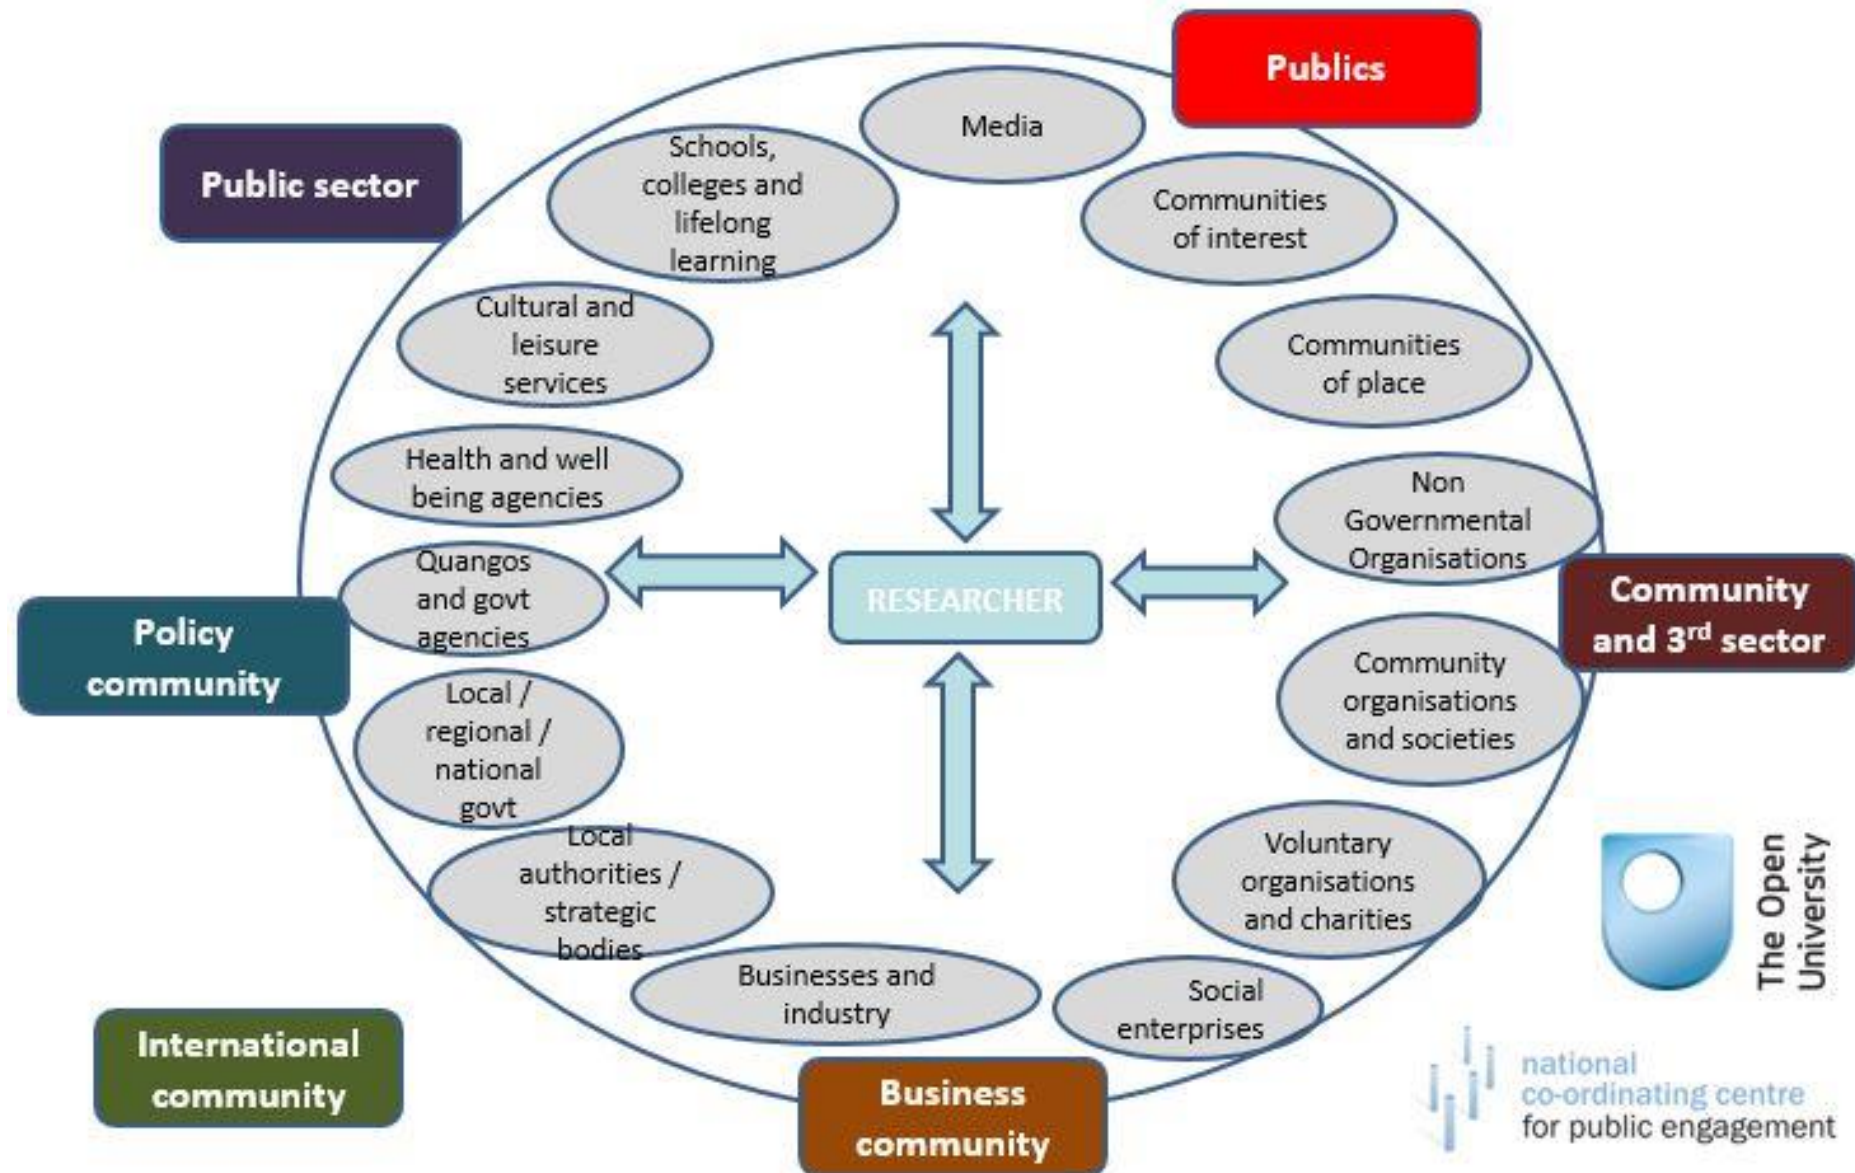 Publics
Media
Schools,
colleges and
lifelong
learning
Public sector
Communities
of interest
Cultural and
leisure
services
Communities
of place
Health and well
being agencies
Non
Governmental
Organisations
Quangos
and govt
agencies
RESEARCHER
Community
and 3rd sector
Policy
community
Community
organisations
and societies
Local /
regional /
national
govt
Local
authorities /
strategic
bodies
Voluntary
organisations
and charities
The Open
University
Businesses and
industry
Social
enterprises
International
community
Business
community
national
co-ordinating centre
for public engagement